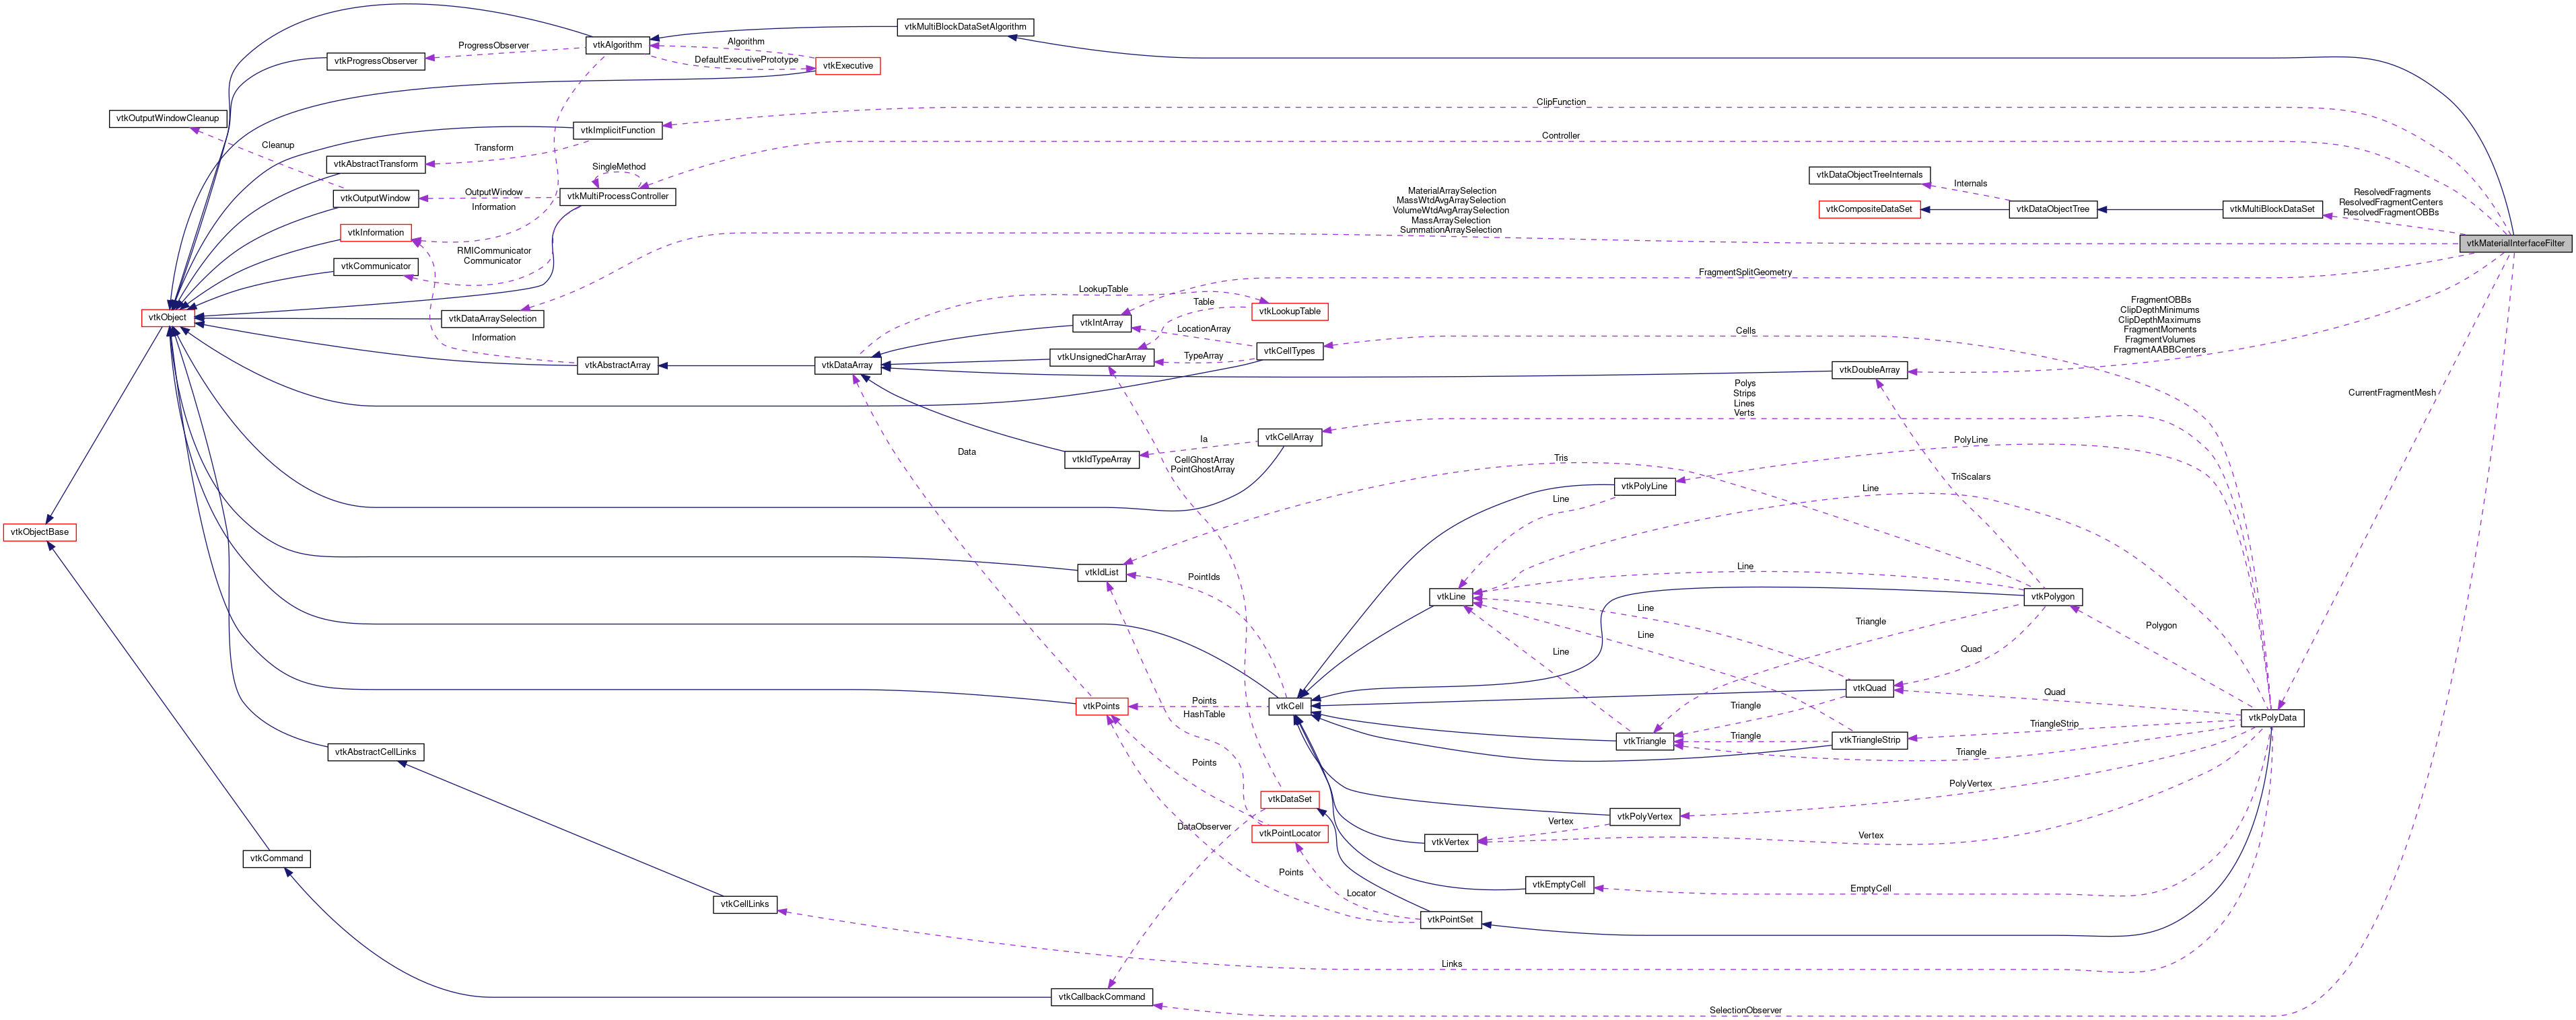 vtkMultiBlockDataSetAlgorithm
vtkAlgorithm
ProgressObserver
Algorithm
DefaultExecutivePrototype
vtkProgressObserver
vtkExecutive
ClipFunction
vtkOutputWindowCleanup
vtkImplicitFunction
Controller
Cleanup
Transform
vtkAbstractTransform
SingleMethod
vtkDataObjectTreeInternals
Internals
OutputWindow
vtkOutputWindow
vtkMultiProcessController
Information
MaterialArraySelection
MassWtdAvgArraySelection
VolumeWtdAvgArraySelection
MassArraySelection
SummationArraySelection
ResolvedFragments
ResolvedFragmentCenters
ResolvedFragmentOBBs
vtkCompositeDataSet
vtkDataObjectTree
vtkMultiBlockDataSet
vtkInformation
vtkMaterialInterfaceFilter
RMICommunicator
Communicator
vtkCommunicator
FragmentSplitGeometry
LookupTable
Table
vtkLookupTable
vtkObject
vtkDataArraySelection
vtkIntArray
LocationArray
FragmentOBBs
ClipDepthMinimums
ClipDepthMaximums
FragmentMoments
FragmentVolumes
FragmentAABBCenters
Cells
Information
vtkCellTypes
vtkUnsignedCharArray
TypeArray
vtkAbstractArray
vtkDataArray
vtkDoubleArray
Polys
Strips
Lines
Verts
CurrentFragmentMesh
vtkCellArray
Ia
PolyLine
Data
vtkIdTypeArray
CellGhostArray
PointGhostArray
Tris
TriScalars
vtkPolyLine
Line
Line
vtkObjectBase
vtkIdList
PointIds
Line
vtkLine
vtkPolygon
Line
Triangle
Polygon
Line
Line
Quad
vtkQuad
Quad
Points
vtkPoints
vtkCell
Triangle
HashTable
vtkPolyData
TriangleStrip
vtkTriangle
Triangle
vtkTriangleStrip
Triangle
vtkAbstractCellLinks
Points
PolyVertex
vtkDataSet
vtkPolyVertex
Vertex
DataObserver
vtkPointLocator
vtkVertex
Vertex
vtkCommand
Points
vtkEmptyCell
EmptyCell
Locator
vtkCellLinks
vtkPointSet
Links
vtkCallbackCommand
SelectionObserver